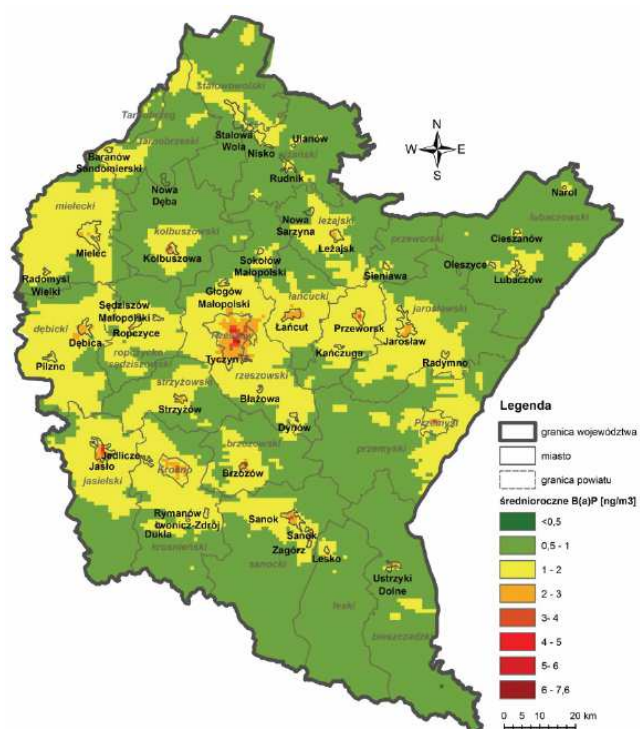 stalowowolski
Tarnobrzeg
tarnobrzeski
Stalowa
Wola
Ulanów
Nisko
niżański
Baranów
Sandomierski
Rudnik
N
W E
S
Nowa
Dęba
Narol
mielecki
Nowa
Sarzyna
leżajski
lubaczowski
kolbuszowski
Mielec
Kolbuszowa
Leżajsk
przeworski
Cieszanów
Sokołów
Małopolski
Oleszyce
Radomyśl
Wielki
Sieniawa
Lubaczów
Głogów
Małopolski
łańcucki
Sędziszów
Małopolski
jarosławski
dębicki
Ropczyce
Rzeszów
Łańcut
Przeworsk
Dębica
Jarosław
Pilzno
ropczycko
sędziszowski
Tyczyn
Kańczuga
Radymno
rzeszowski
strzyżowski
Błażowa
Strzyżów
Dynów
Przemyśl
brzozowski
przemyski
Jedlicze
Jasło
Krosno
Brzozów
jasielski
Rymanów
Iwonicz-Zdrój
Dukla
Sanok
Sanok
Zagórz
krośnieński
Lesko
sanocki
Ustrzyki
Dolne
leski
bieszczadzki
Legenda
granica województwa
miasto
granica powiatu
średnioroczne B(a)P [ng/m3]
<0,5
0,5 - 1
1 - 2
2 - 3
3- 4
4 - 5
5- 6
6 - 7,6
0 5 10 20 km